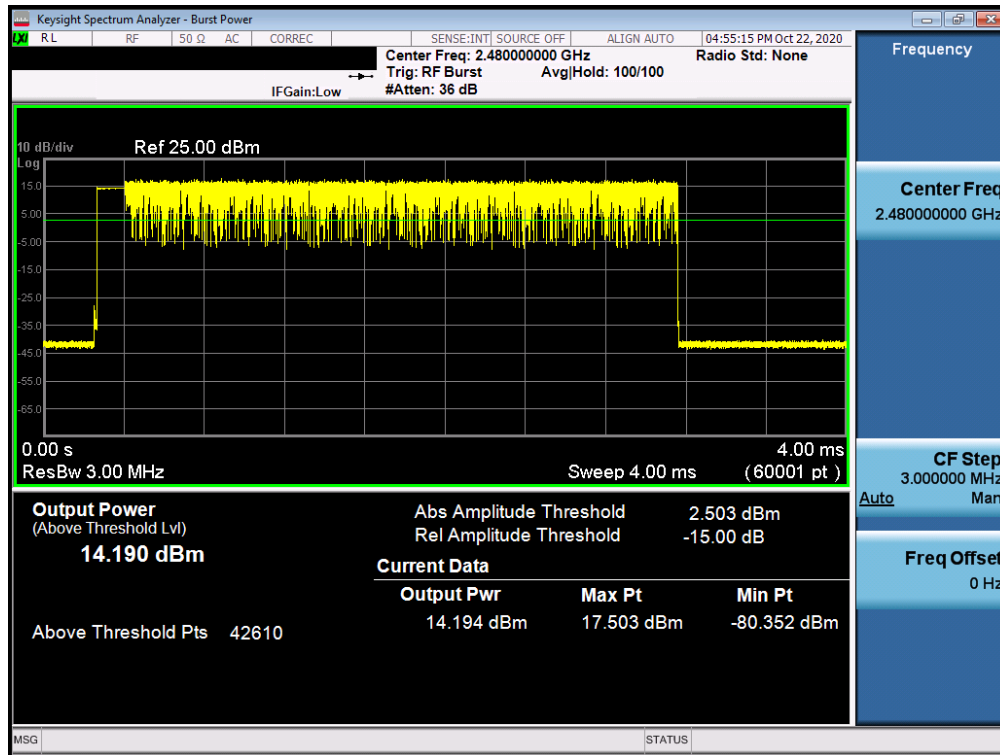 Keysight Spectrum Analyzer - Burst Power
LXI RL RF 50 Ω AC CORREC SENSE:INT SOURCE OFF ALIGN AUTO 04:55:15 PM Oct 22, 2020
Center Freq: 2.480000000 GHz Radio Std: None
Trig: RF Burst Avg|Hold: 100/100
IFGain:Low #Atten: 36 dB
10 dB/div Ref 25.00 dBm
Log
15.0
5.00
-5.00
-15.0
-25.0
-35.0
-45.0
-55.0
-65.0
0.00 s 4.00 ms
ResBw 3.00 MHz Sweep 4.00 ms (60001 pt)
Output Power
(Above Threshold Lvl)
14.190 dBm
Above Threshold Pts 42610
Abs Amplitude Threshold 2.503 dBm
Rel Amplitude Threshold -15.00 dB
Current Data
Output Pwr Max Pt Min Pt
14.194 dBm 17.503 dBm -80.352 dBm
Frequency
Center Freq
2.480000000 GHz
CF Step
3.000000 MHz
Auto Man
Freq Offset
0 Hz
MSG STATUS